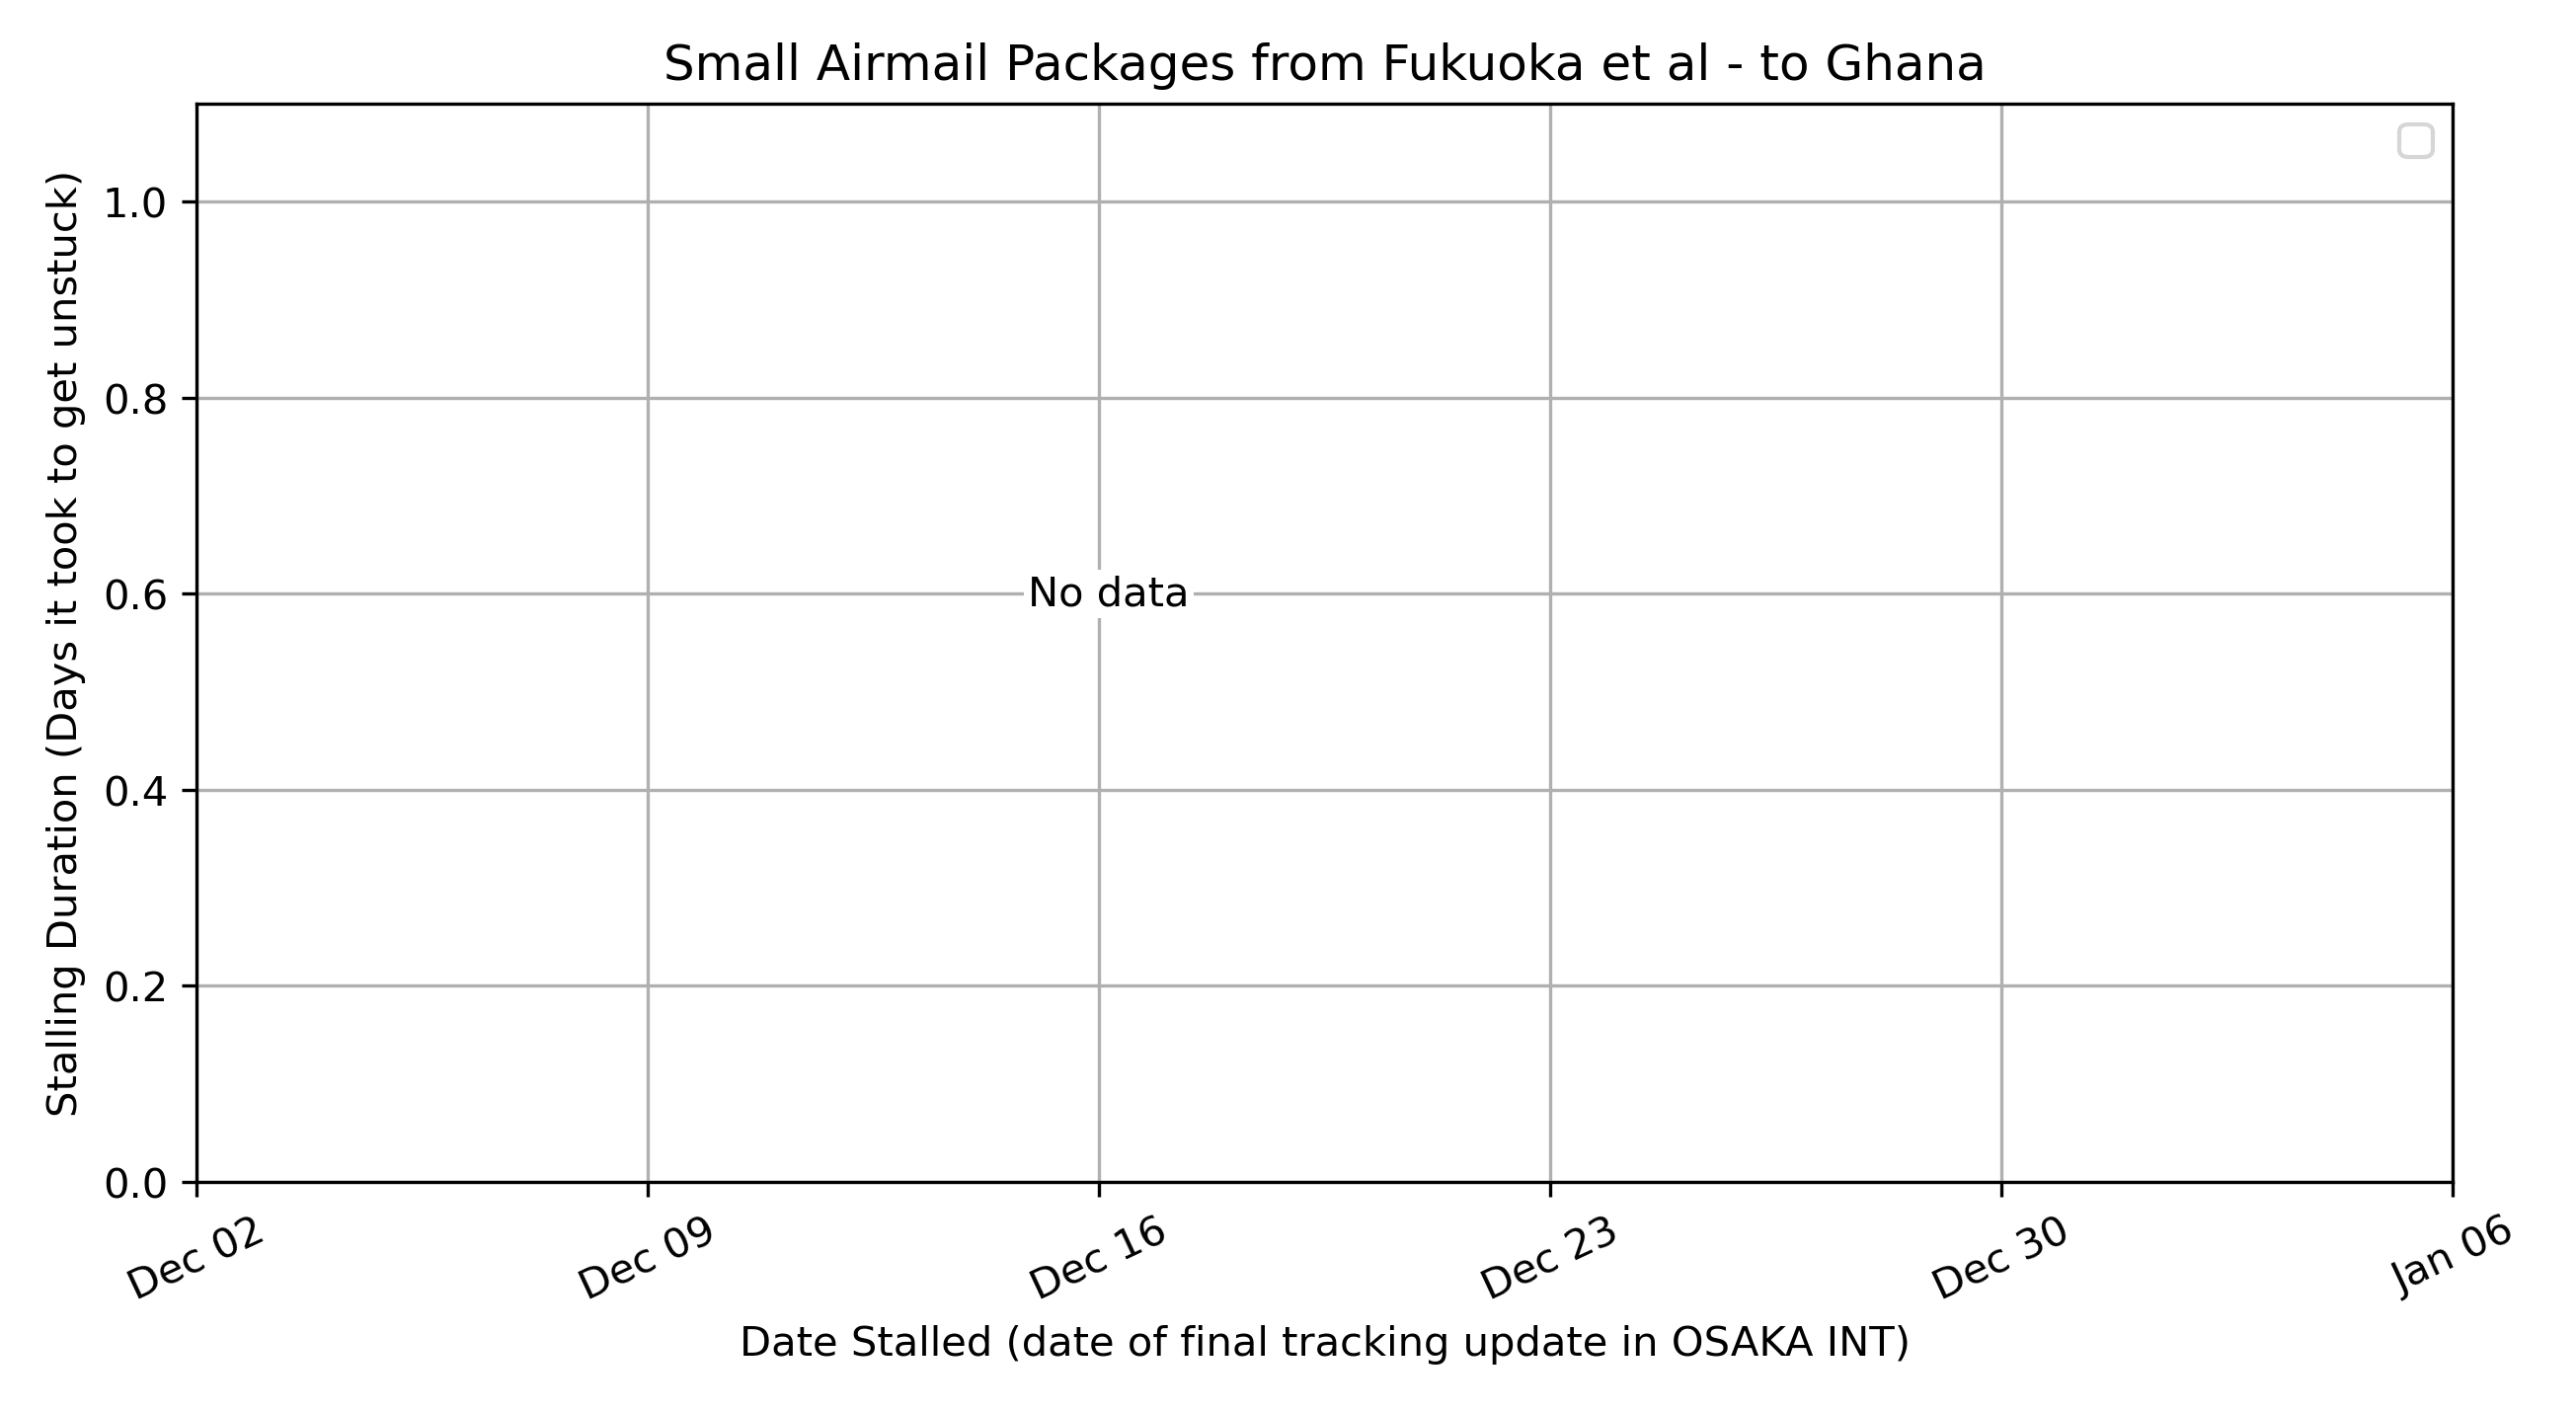 Small Airmail Packages from Fukuoka et al - to Ghana
Stalling Duration (Days it took to get unstuck)
1.0
0.8
0.6
0.4
0.2
0.0
No data
Dec 02
Dec 09
Dec 16
Dec 23
Dec 30
Jan 06
Date Stalled (date of final tracking update in OSAKA INT)